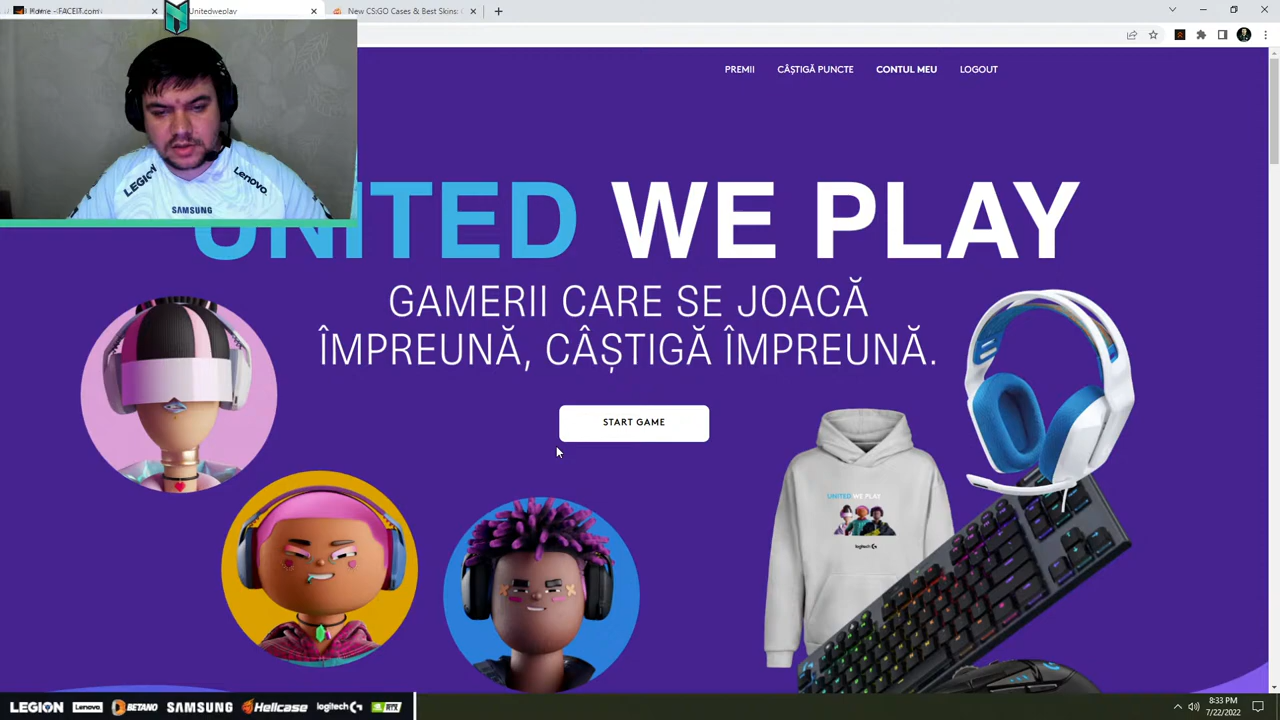 Home - FACEIT.com
Unitedweplay
New CS:GO Cases & Best Skins
PREMII CÂȘTIGĂ PUNCTE CONTUL MEU LOGOUT
LEGION Lenovo
SAMSUNG
UNITED WE PLAY
GAMERII CARE SE JOACĂ
ÎMPREUNĂ, CÂȘTIGĂ ÎMPREUNĂ.
START GAME
UNITED WE PLAY
logitech G
LEGION Lenovo BETANO SAMSUNG Hellcase logitech G RTX
8:33 PM
7/22/2022